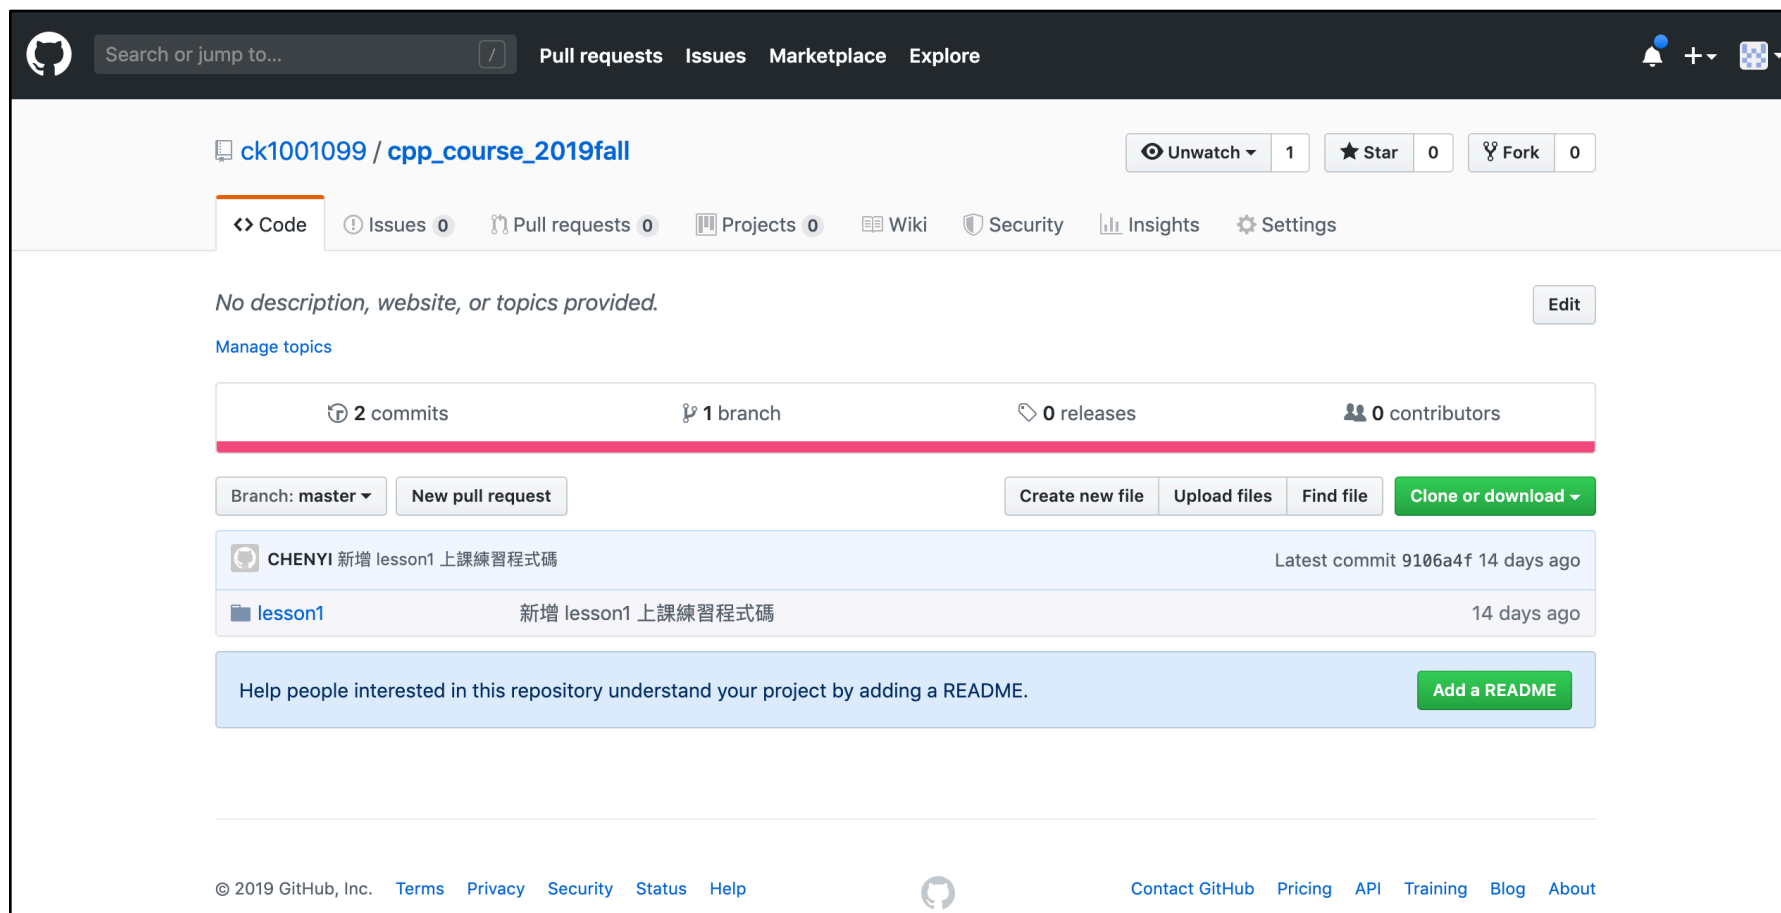 Search or jump to... / Pull requests Issues Marketplace Explore
ck1001099 / cpp_course_2019fall Unwatch 1 Star 0 Fork 0
Code Issues 0 Pull requests 0 Projects 0 Wiki Security Insights Settings
No description, website, or topics provided. Edit
Manage topics
2 commits 1 branch 0 releases 0 contributors
Branch: master New pull request Create new file Upload files Find file Clone or download
CHENYI 新增 lesson1 上課練習程式碼 Latest commit 9106a4f 14 days ago
lesson1 新增 lesson1 上課練習程式碼 14 days ago
Help people interested in this repository understand your project by adding a README. Add a README
© 2019 GitHub, Inc. Terms Privacy Security Status Help Contact GitHub Pricing API Training Blog About